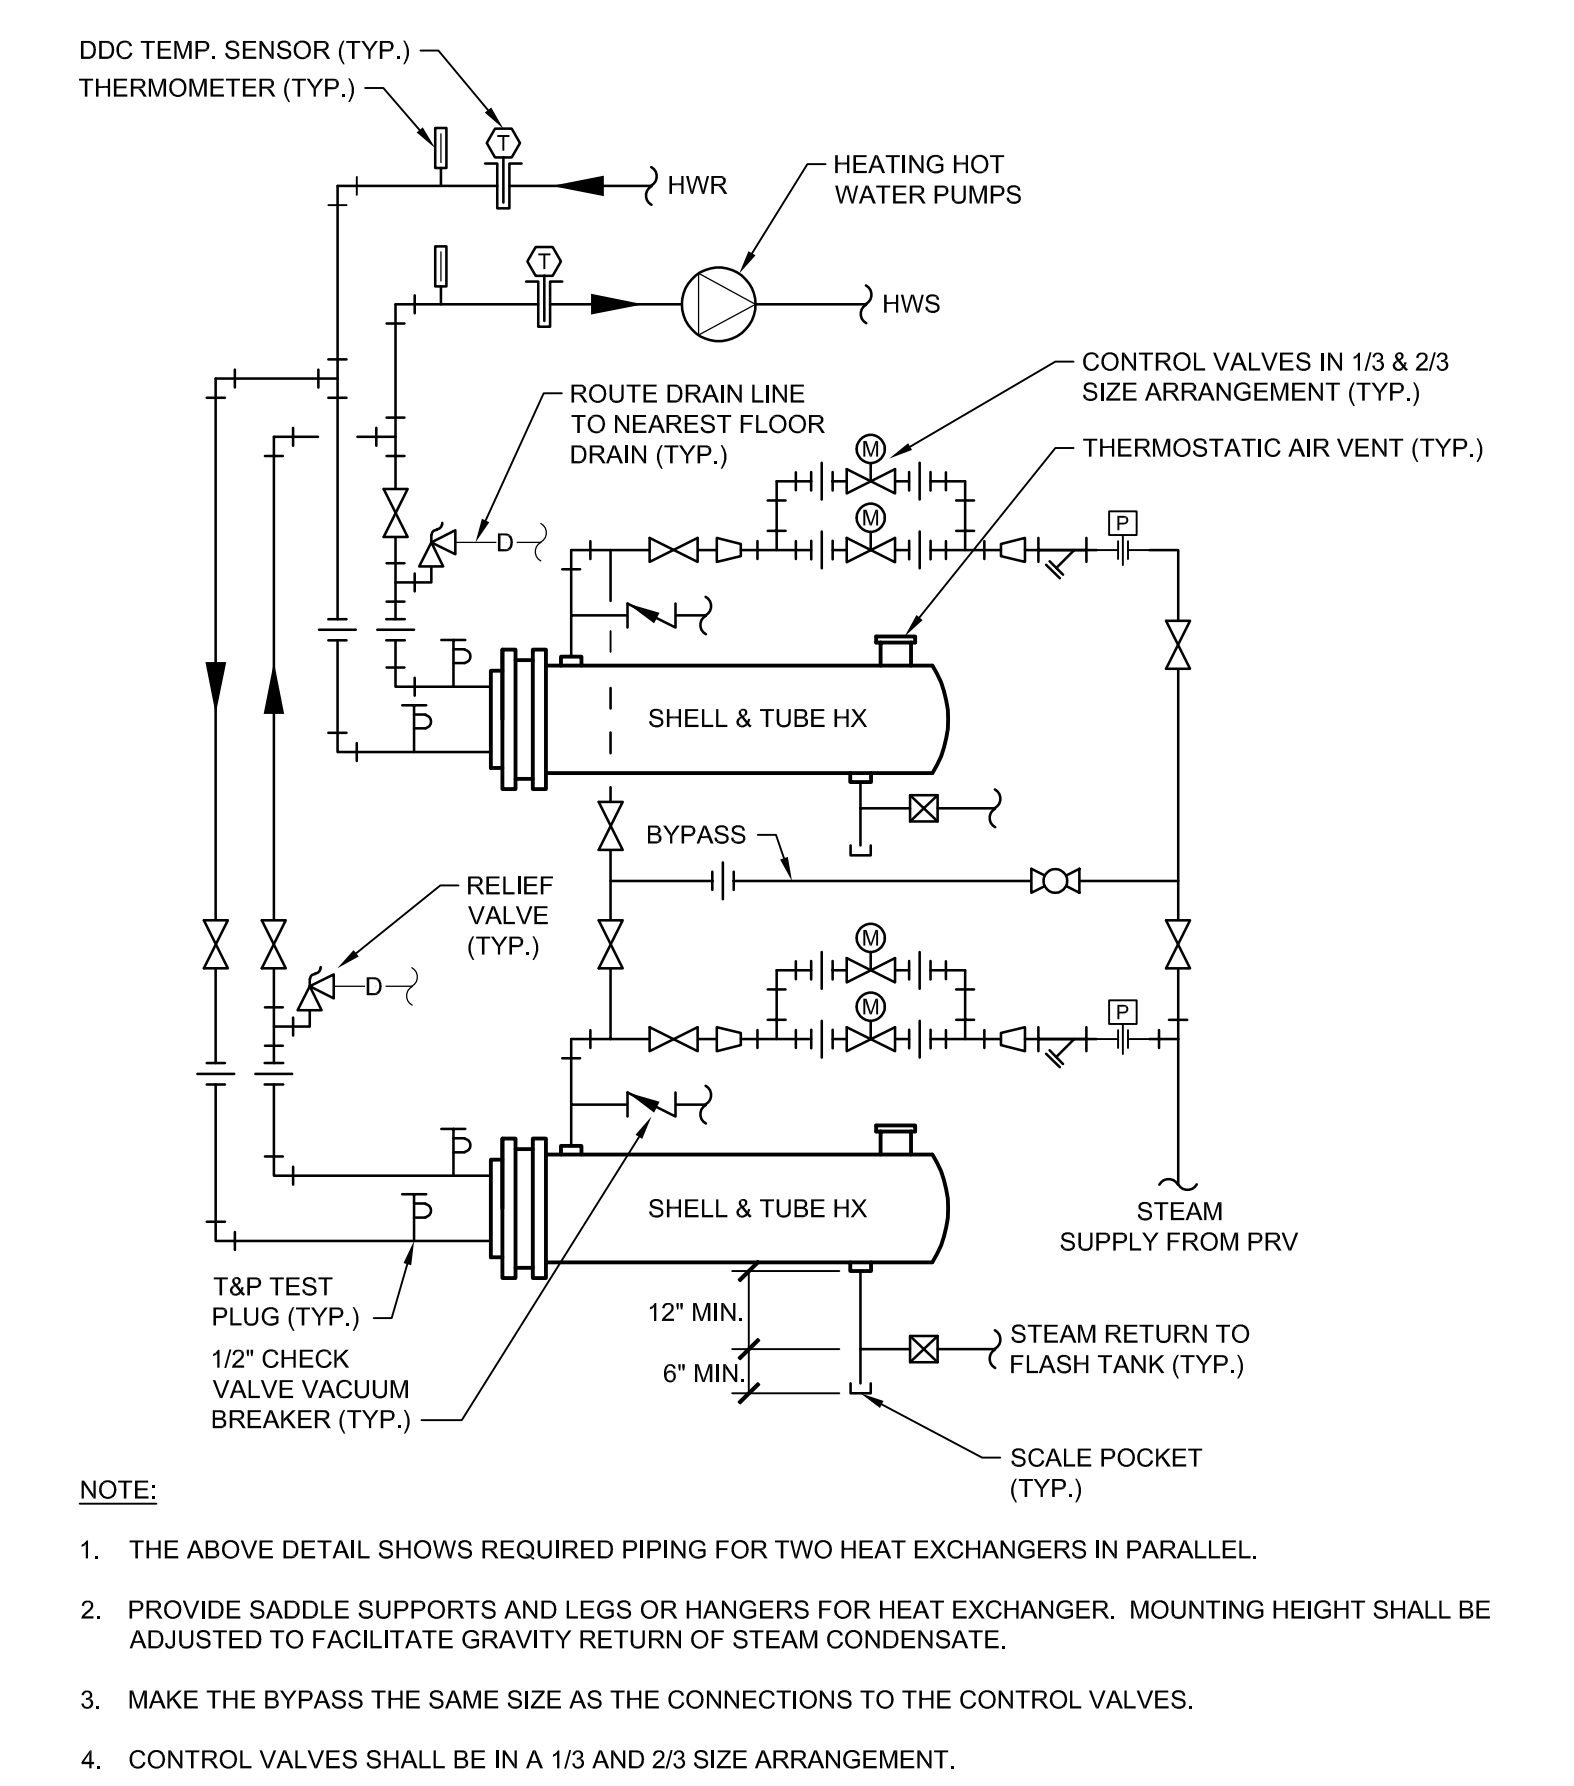 DDC TEMP. SENSOR (TYP.)
THERMOMETER (TYP.)
T
HWR
HEATING HOT
WATER PUMPS
T
HWS
CONTROL VALVES IN 1/3 & 2/3
SIZE ARRANGEMENT (TYP.)
ROUTE DRAIN LINE
TO NEAREST FLOOR
DRAIN (TYP.)
THERMOSTATIC AIR VENT (TYP.)
M
M
P
D
SHELL & TUBE HX
BYPASS
RELIEF
VALVE
(TYP.)
M
M
P
D
SHELL & TUBE HX
STEAM
SUPPLY FROM PRV
T&P TEST
PLUG (TYP.)
12" MIN.
6" MIN.
STEAM RETURN TO
FLASH TANK (TYP.)
1/2" CHECK
VALVE VACUUM
BREAKER (TYP.)
SCALE POCKET
(TYP.)
NOTE:
1. THE ABOVE DETAIL SHOWS REQUIRED PIPING FOR TWO HEAT EXCHANGERS IN PARALLEL.
2. PROVIDE SADDLE SUPPORTS AND LEGS OR HANGERS FOR HEAT EXCHANGER. MOUNTING HEIGHT SHALL BE
ADJUSTED TO FACILITATE GRAVITY RETURN OF STEAM CONDENSATE.
3. MAKE THE BYPASS THE SAME SIZE AS THE CONNECTIONS TO THE CONTROL VALVES.
4. CONTROL VALVES SHALL BE IN A 1/3 AND 2/3 SIZE ARRANGEMENT.